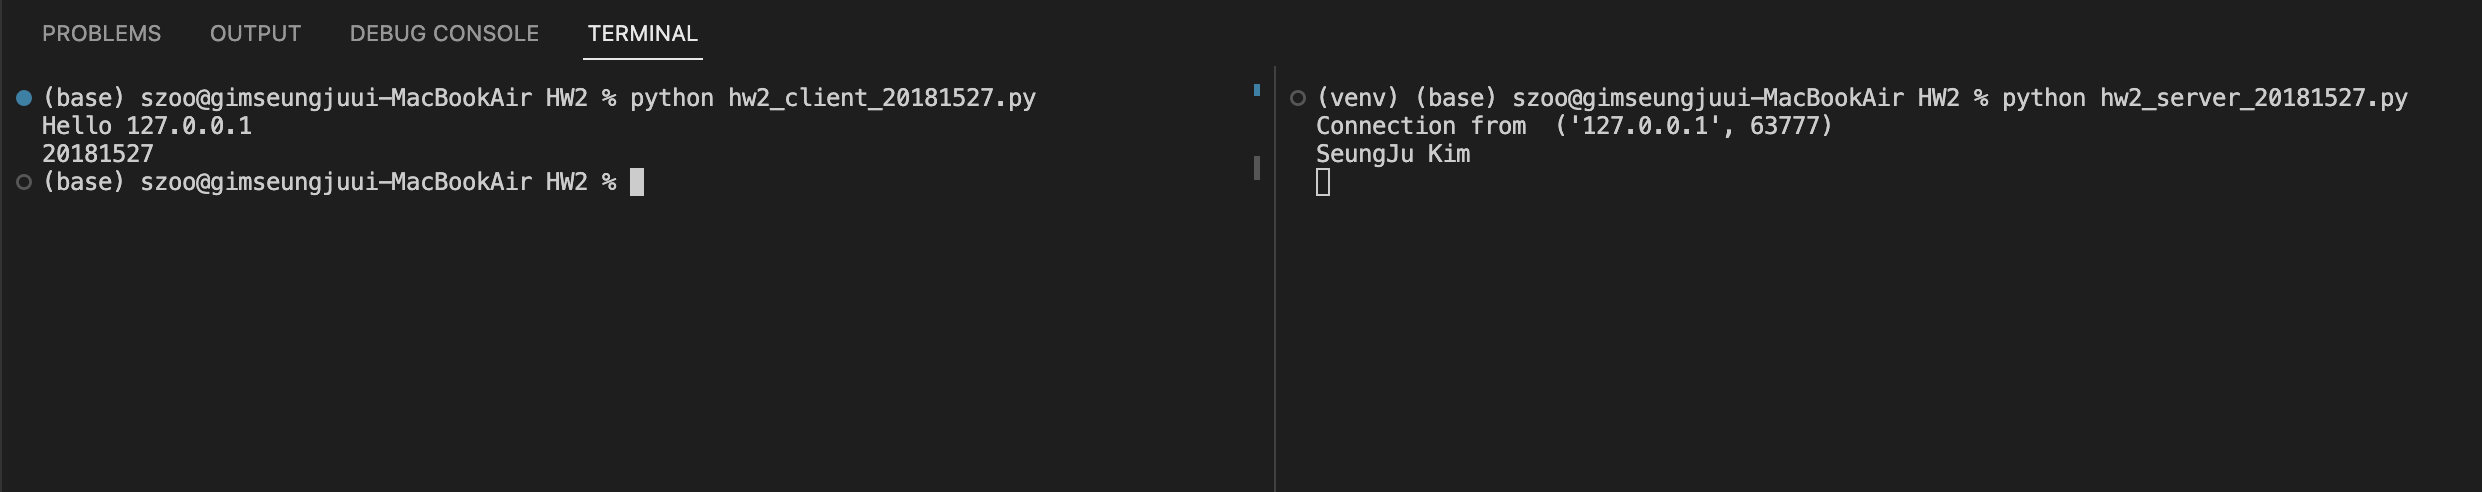 PROBLEMS OUTPUT DEBUG CONSOLE TERMINAL
(base) szoo@gimseungjuui-MacBookAir HW2 % python hw2_client_20181527.py
Hello 127.0.0.1
20181527
(base) szoo@gimseungjuui-MacBookAir HW2 %
(venv) (base) szoo@gimseungjuui-MacBookAir HW2 % python hw2_server_20181527.py
Connection from  ('127.0.0.1', 63777)
SeungJu Kim